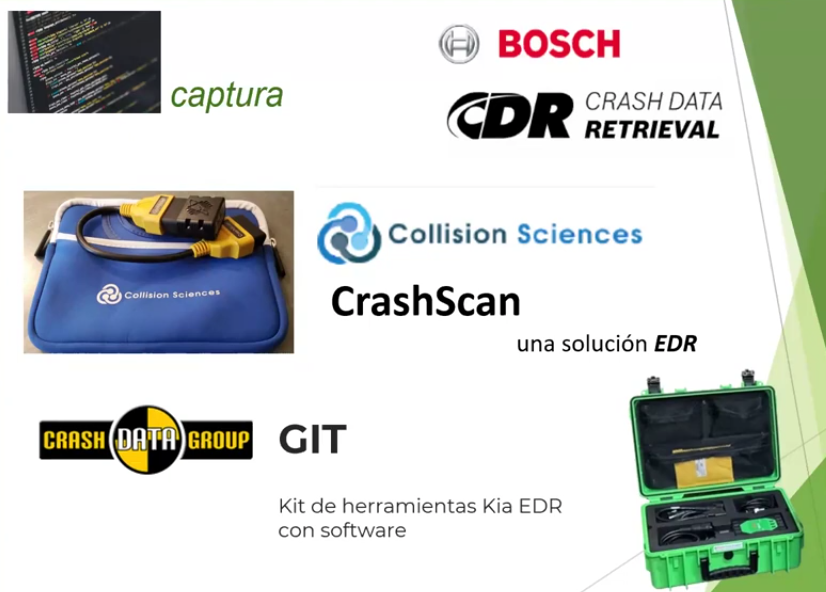 captura
BOSCH
CDR CRASH DATA
RETRIEVAL
Collision Sciences
Collision Sciences
CrashScan
una solución EDR
CRASH DATA GROUP
GIT
Kit de herramientas Kia EDR
con software